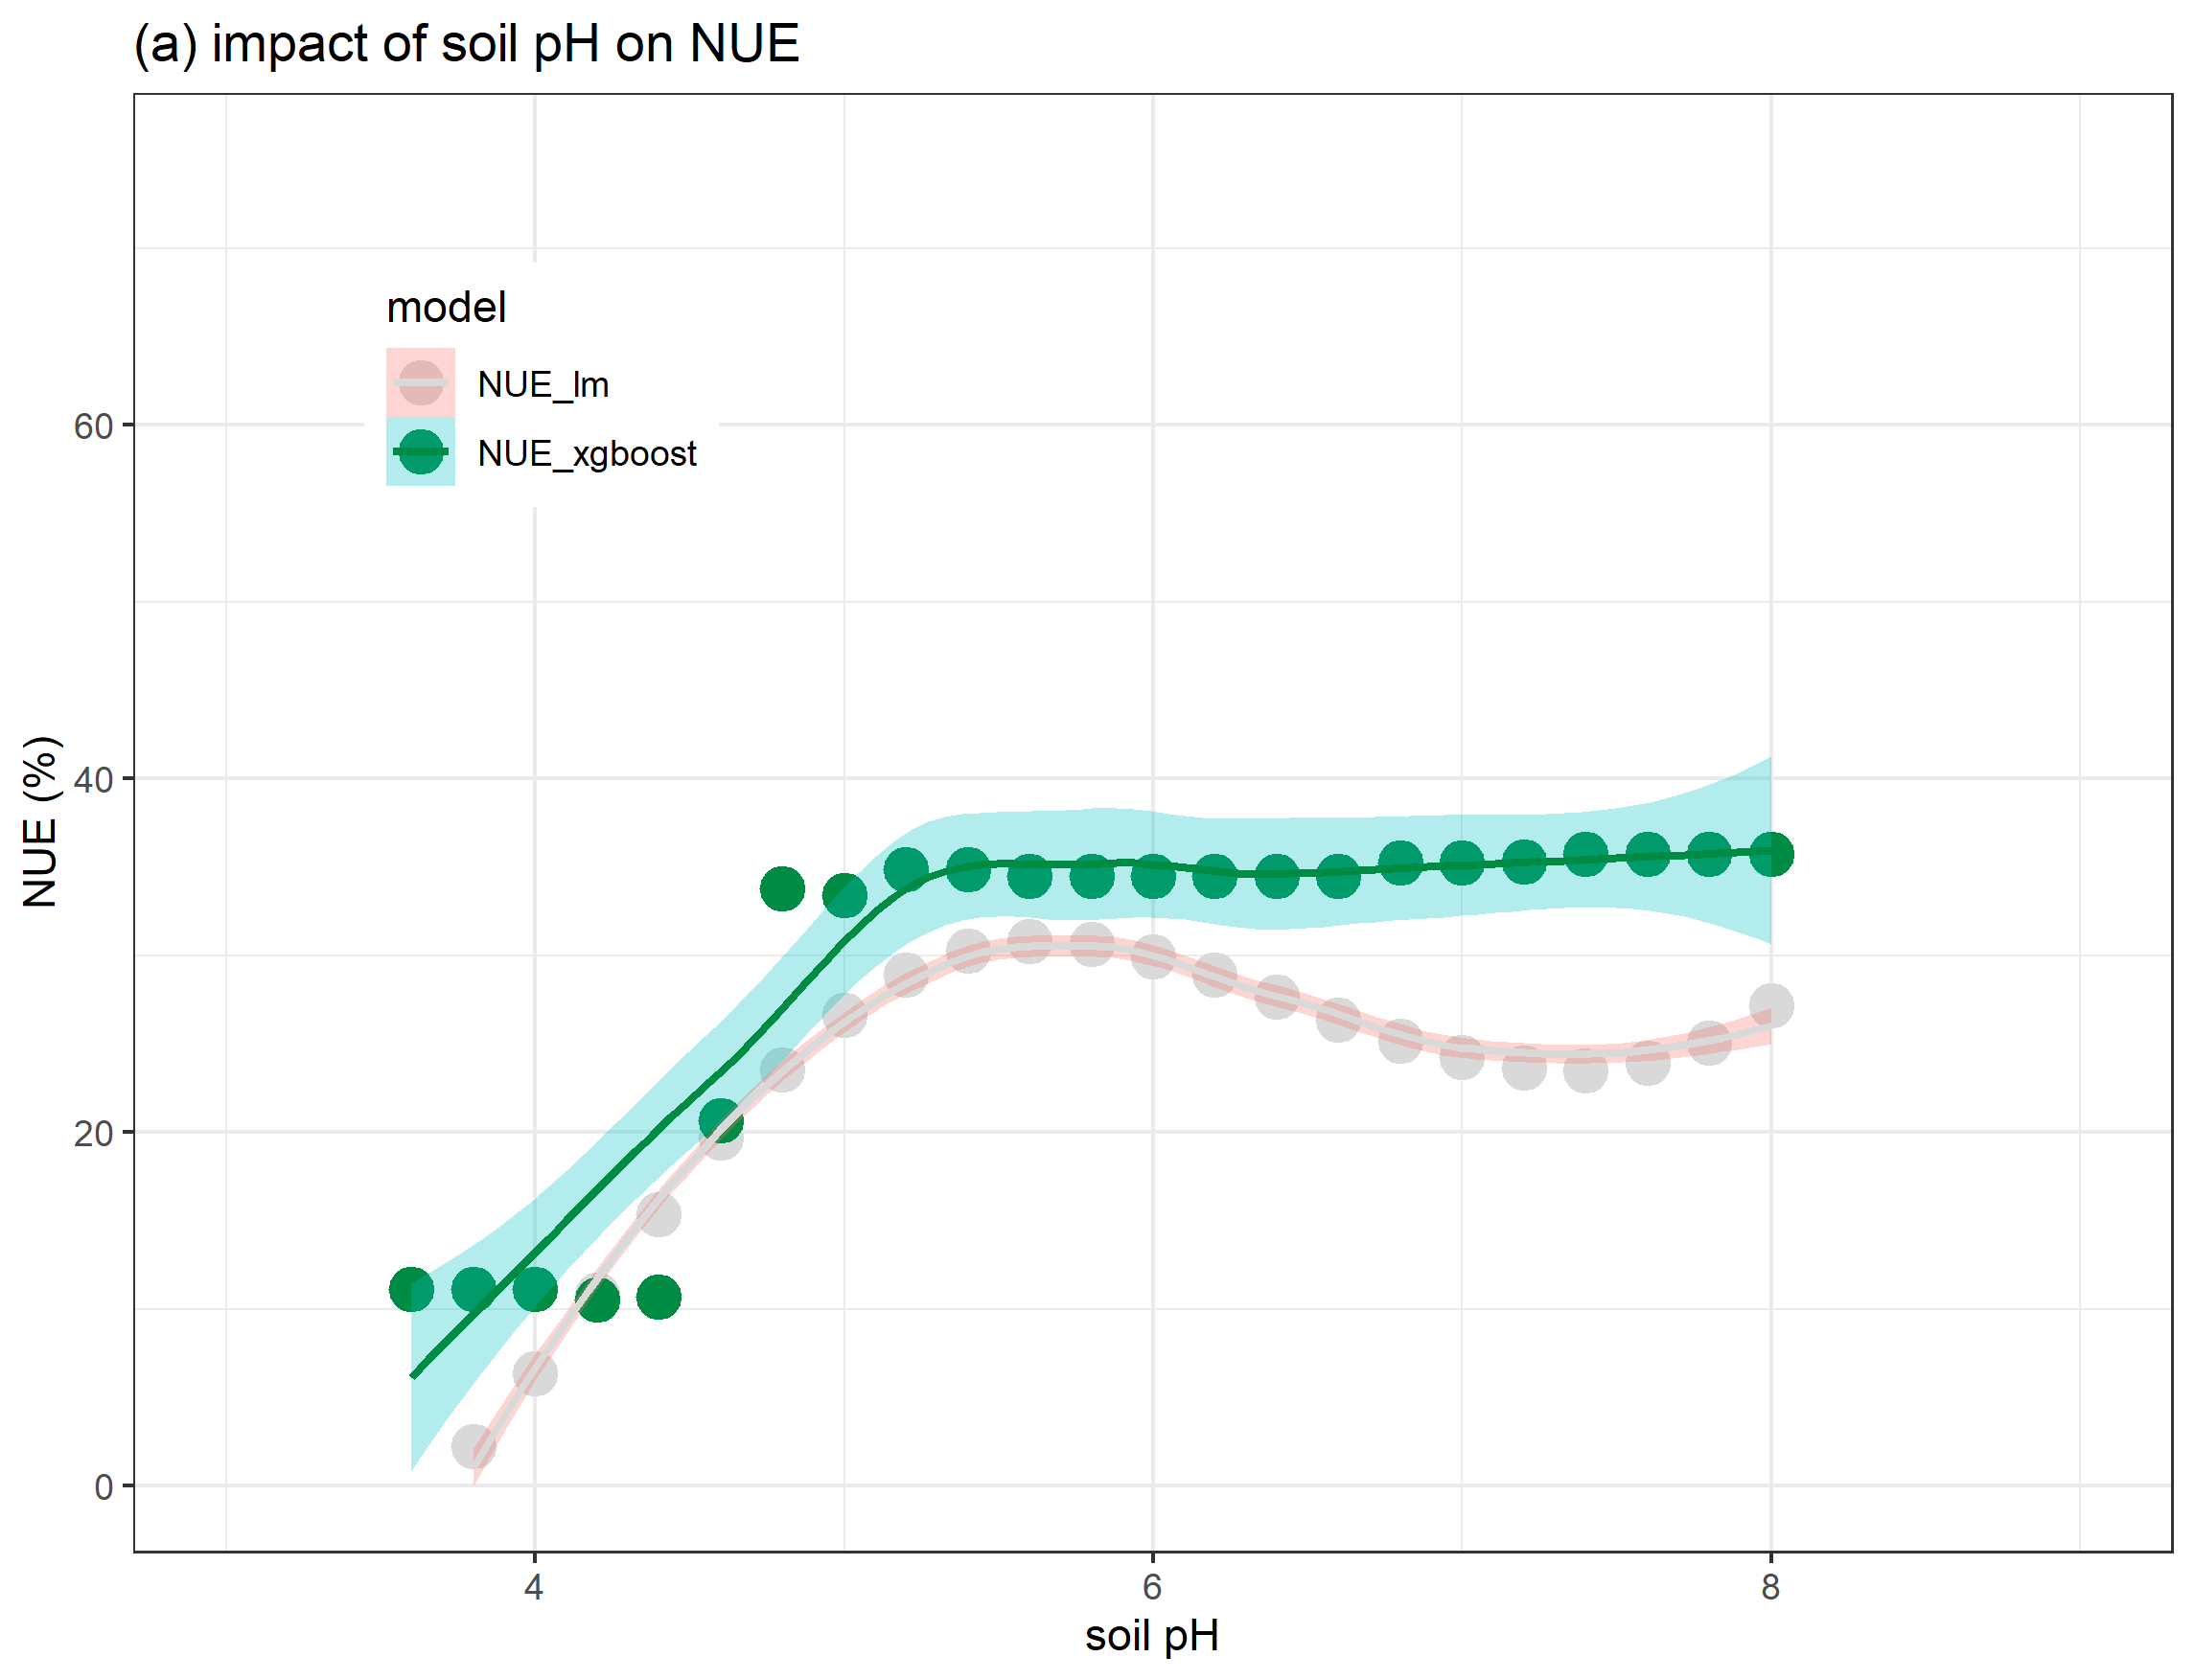 (a) impact of soil pH on NUE
model
NUE_lm
NUE_xgboost
60
40
20
0
NUE (%)
4 6 8
soil pH